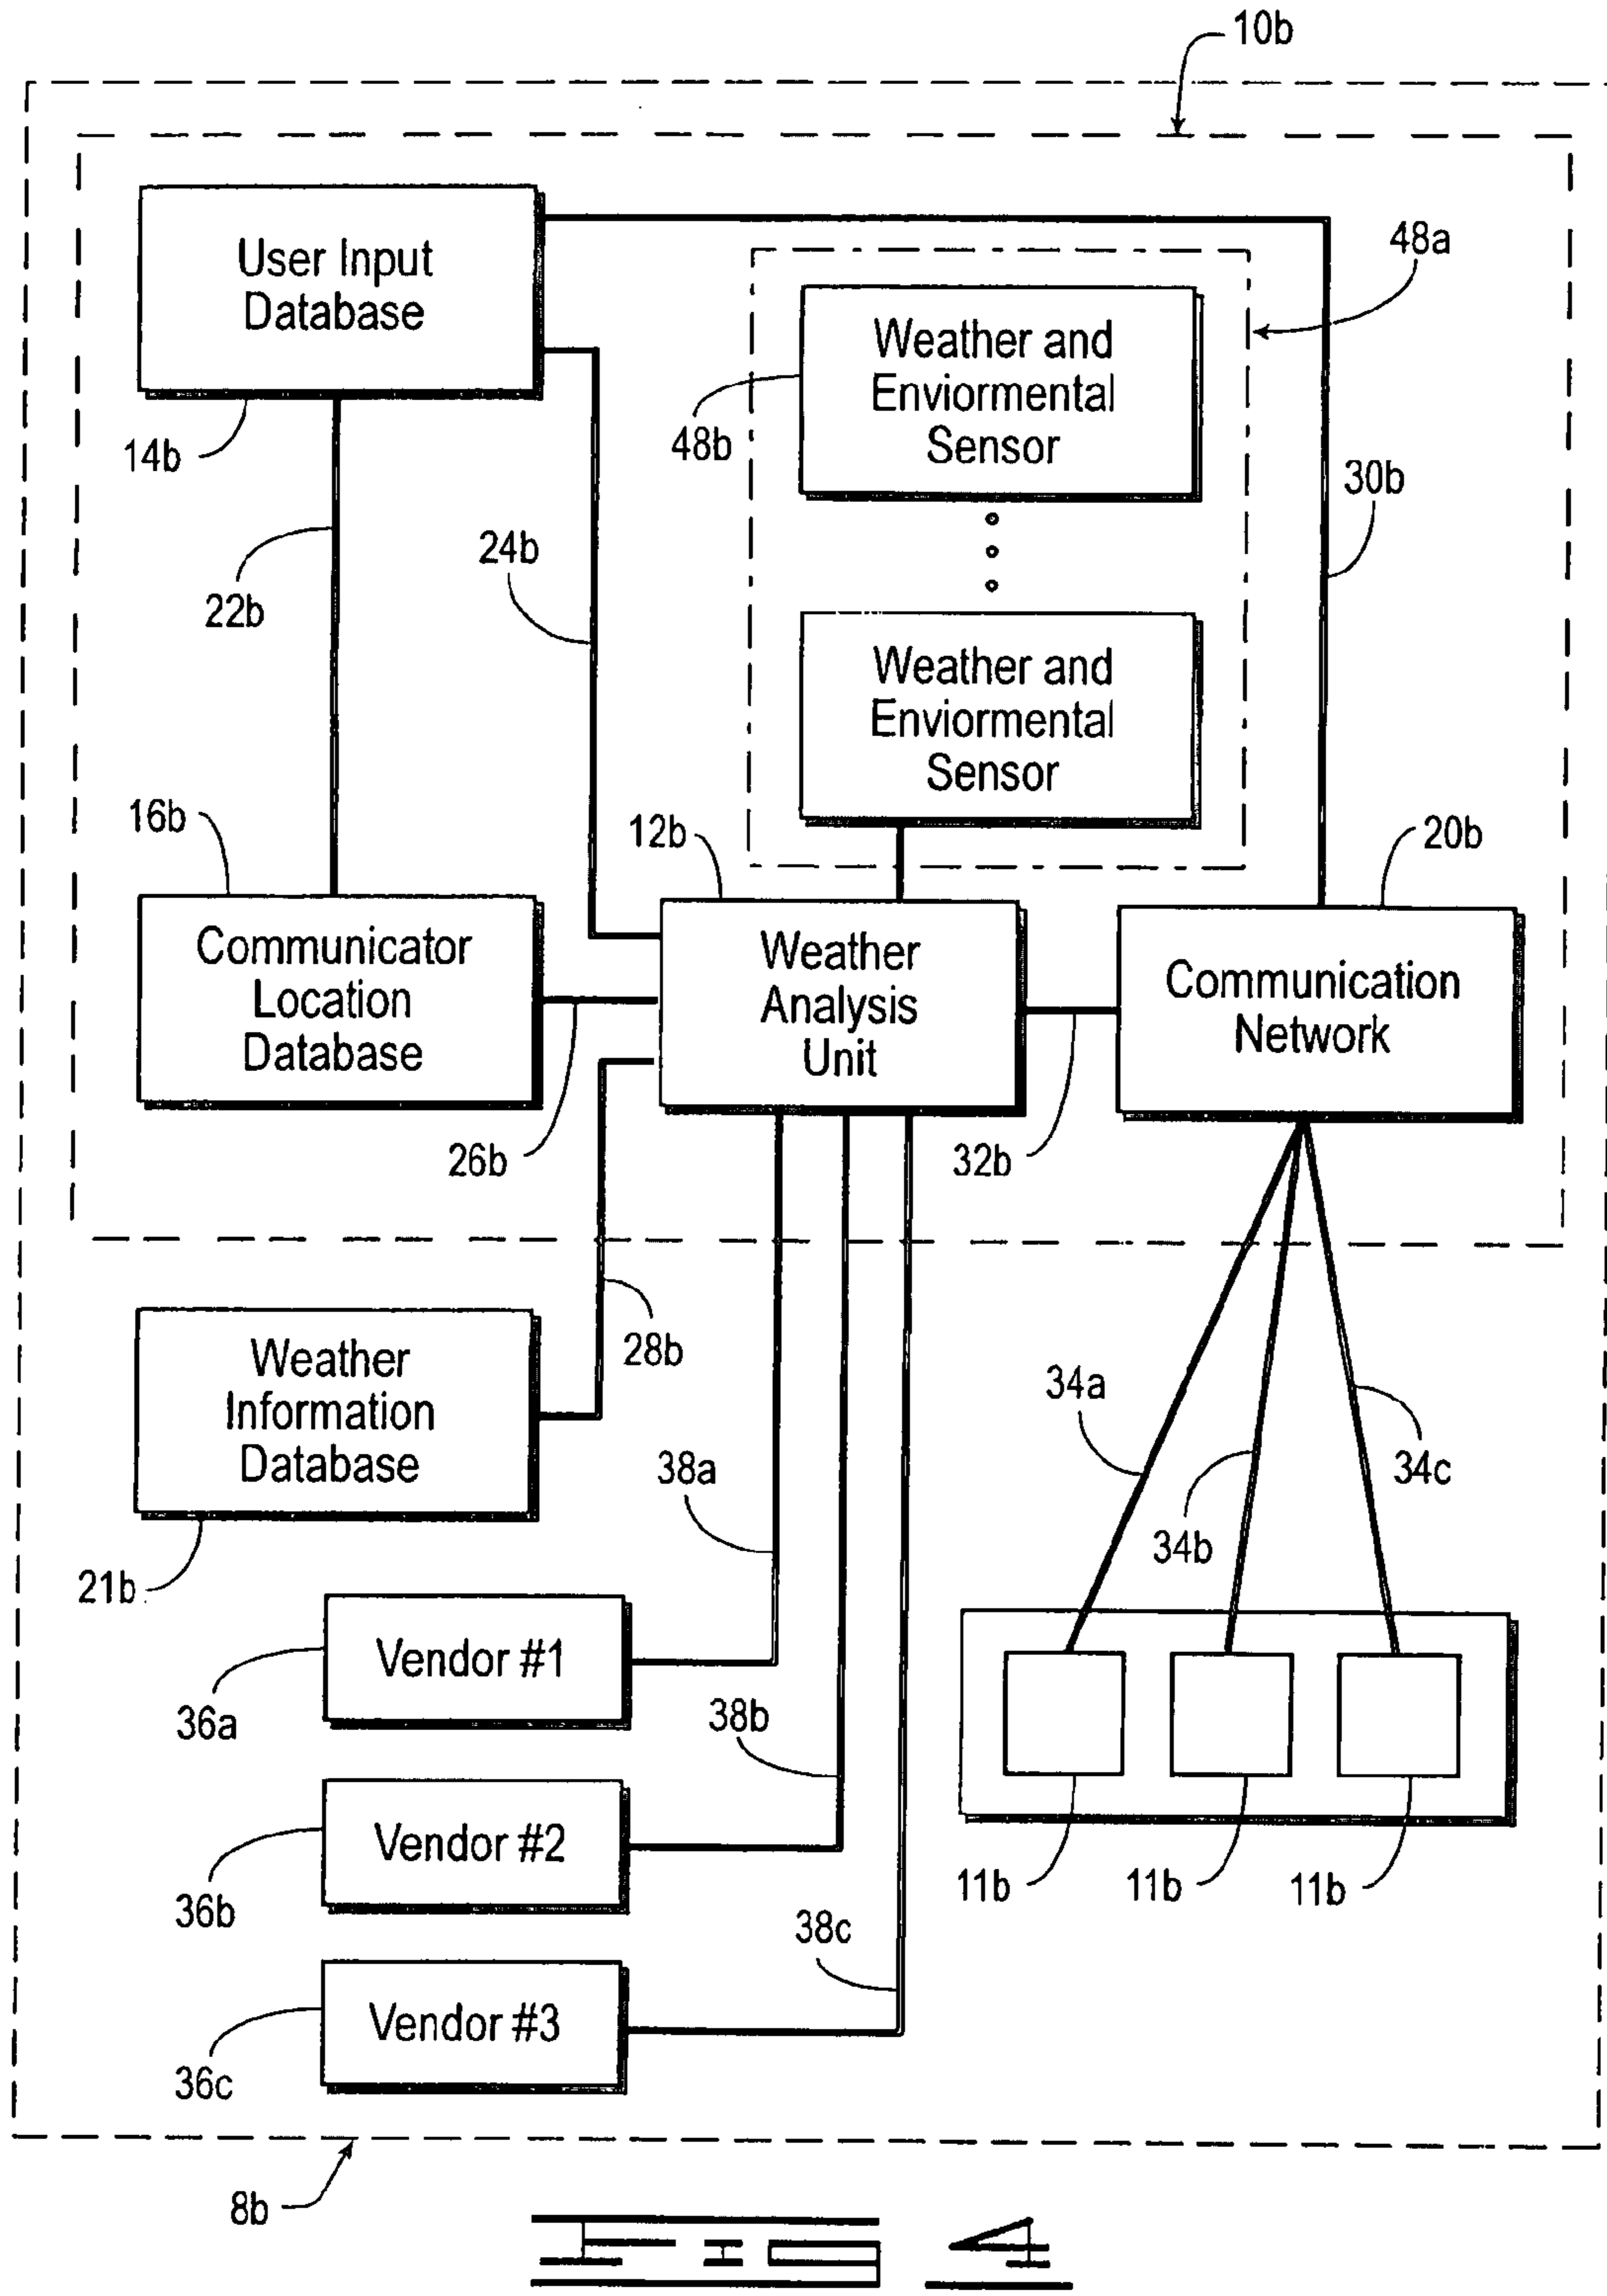 10b
User Input
Database
48a
Weather and
Enviormental
Sensor
48b
14b
30b
24b
22b
Weather and
Enviormental
Sensor
16b
12b
20b
Communicator
Location
Database
Weather
Analysis
Unit
Communication
Network
26b
32b
28b
Weather
Information
Database
34a
38a
34c
34b
21b
Vendor #1
36a
38b
Vendor #2
11b
11b
11b
36b
38c
Vendor #3
36c
8b
FIG 4